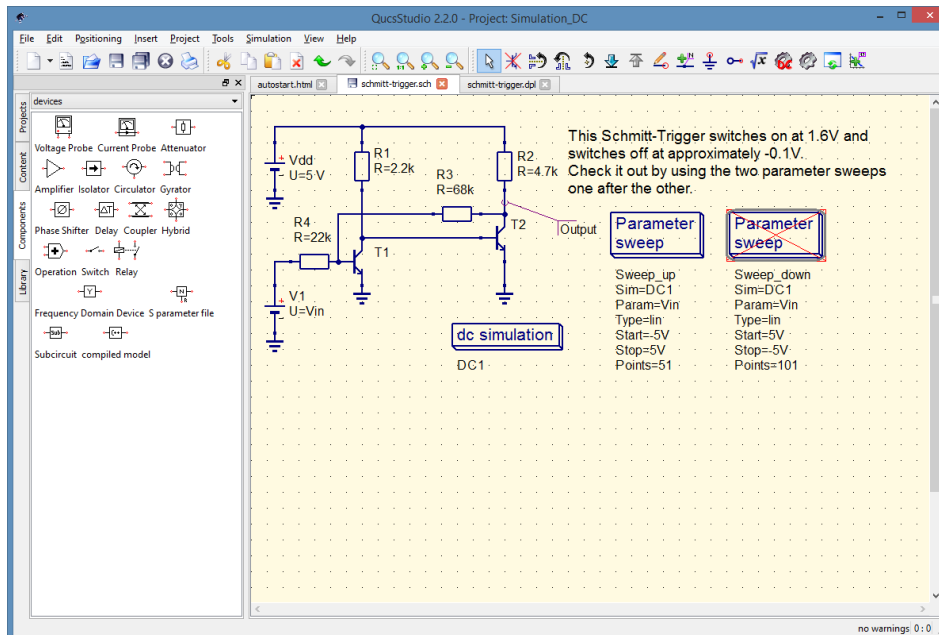 QucsStudio 2.2.0 - Project: Simulation_DC
File Edit Positioning Insert Project Tools Simulation View Help
autostart.html schmitt-trigger.sch schmitt-trigger.dpl
Projects
Content
Components
Library
devices
Voltage Probe Current Probe Attenuator
Amplifier Isolator Circulator Gyrator
Phase Shifter Delay Coupler Hybrid
Operation Switch Relay
Frequency Domain Device S parameter file
Subcircuit compiled model
Vdd
U=5 V
R1
R=2.2k
R3
R=68k
R2
R=4.7k
R4
R=22k
T1
T2
Output
V1
U=Vin
dc simulation
DC1
This Schmitt-Trigger switches on at 1.6V and
switches off at approximately -0.1V.
Check it out by using the two parameter sweeps
one after the other.
Parameter
sweep
Sweep_up
Sim=DC1
Param=Vin
Type=lin
Start=-5V
Stop=5V
Points=51
Parameter
sweep
Sweep_down
Sim=DC1
Param=Vin
Type=lin
Start=5V
Stop=-5V
Points=101
no warnings 0 : 0